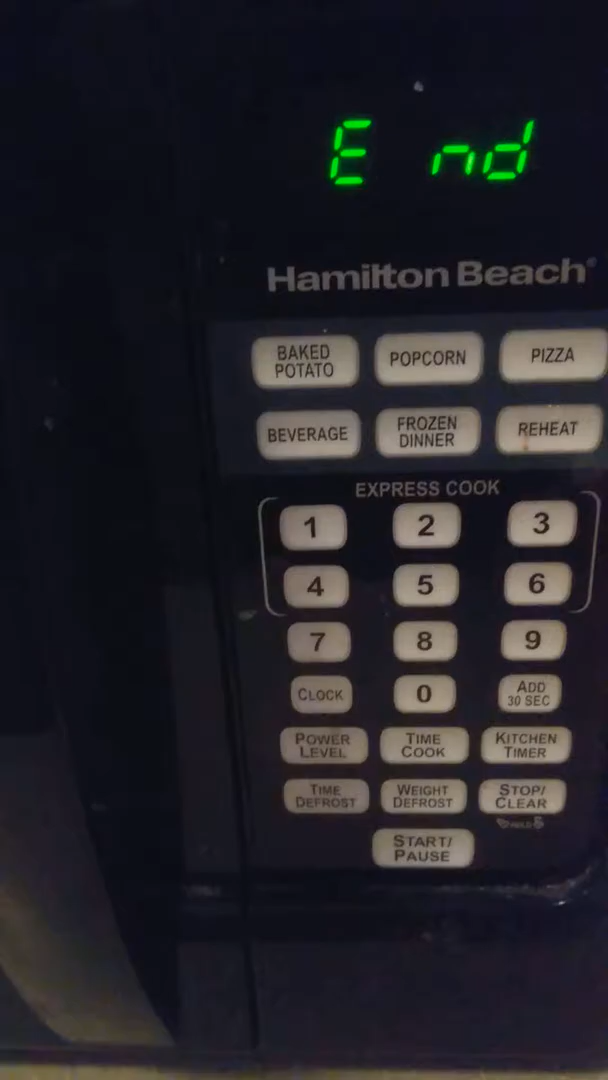 End
Hamilton Beach®
BAKED POTATO
POPCORN
PIZZA
BEVERAGE
FROZEN DINNER
REHEAT
EXPRESS COOK
1 2 3
4 5 6
7 8 9
CLOCK 0 ADD 30 SEC
POWER LEVEL
TIME COOK
KITCHEN TIMER
TIME DEFROST
WEIGHT DEFROST
STOP/ CLEAR
START/ PAUSE